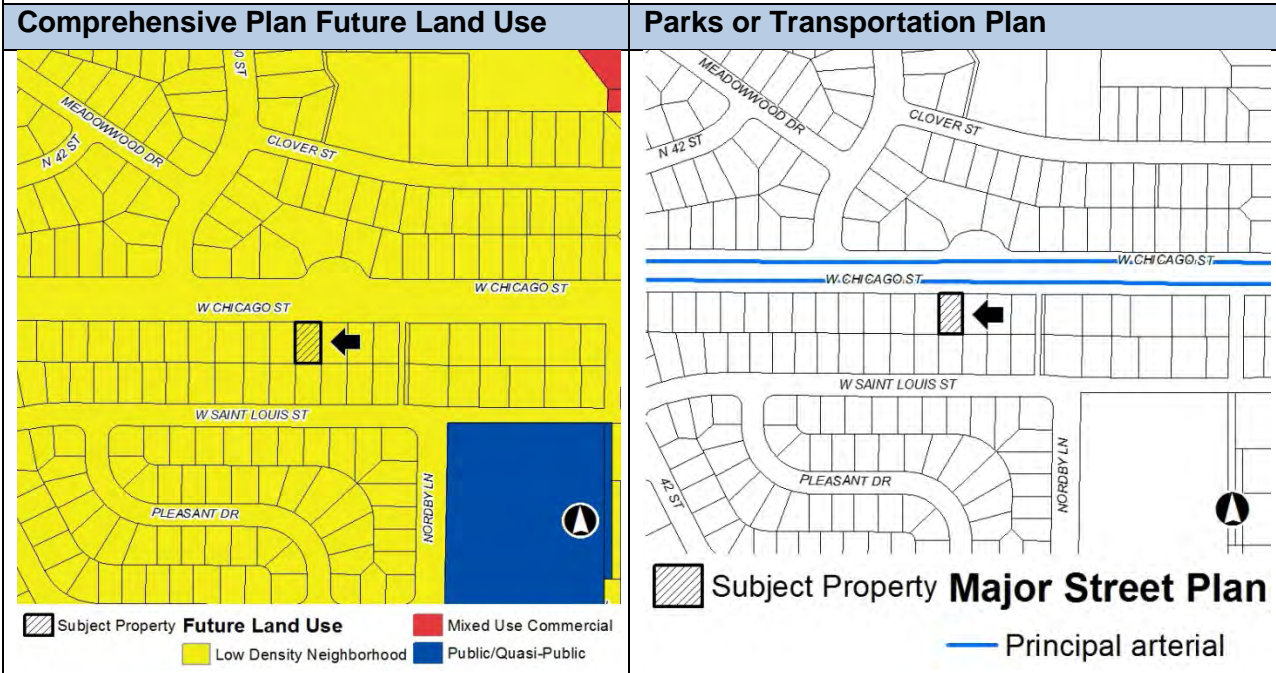 Comprehensive Plan Future Land Use
Parks or Transportation Plan
MEADOWWOOD DR
N 42 ST
CLOVER ST
W CHICAGO ST
W CHICAGO ST
W SAINT LOUIS ST
PLEASANT DR
NORDBY LN
Subject Property Future Land Use
Mixed Use Commercial
Low Density Neighborhood
Public/Quasi-Public
MEADOWWOOD DR
N 42 ST
CLOVER ST
W CHICAGO ST
W CHICAGO ST
W SAINT LOUIS ST
PLEASANT DR
42 ST
NORDBY LN
Subject Property Major Street Plan
Principal arterial